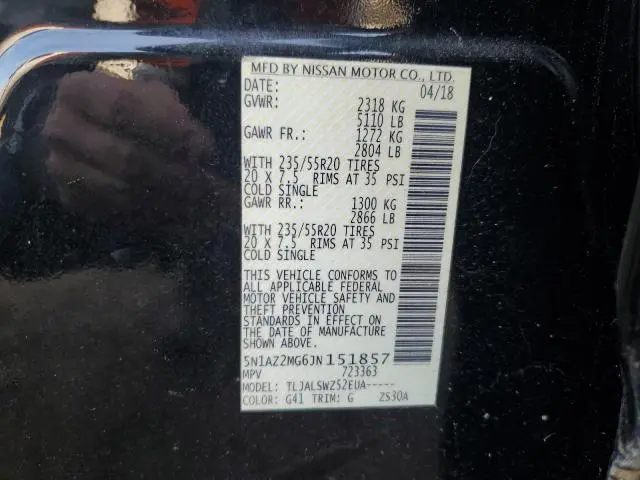 MFD BY NISSAN MOTOR CO., LTD.
DATE: 04/18
GVWR: 2318 KG
5110 LB
GAWR FR.: 1272 KG
2804 LB
WITH 235/55R20 TIRES
20 X 7.5 RIMS AT 35 PSI
COLD SINGLE
GAWR RR.: 1300 KG
2866 LB
WITH 235/55R20 TIRES
20 X 7.5 RIMS AT 35 PSI
COLD SINGLE
THIS VEHICLE CONFORMS TO
ALL APPLICABLE FEDERAL
MOTOR VEHICLE SAFETY AND
THEFT PREVENTION
STANDARDS IN EFFECT ON
THE DATE OF MANUFACTURE
SHOWN ABOVE.
5N1AZ2MG6JN151857
MPV 723363
MODEL: TLJALSWZ52EUA-----
COLOR: G41 TRIM: G ZS30A